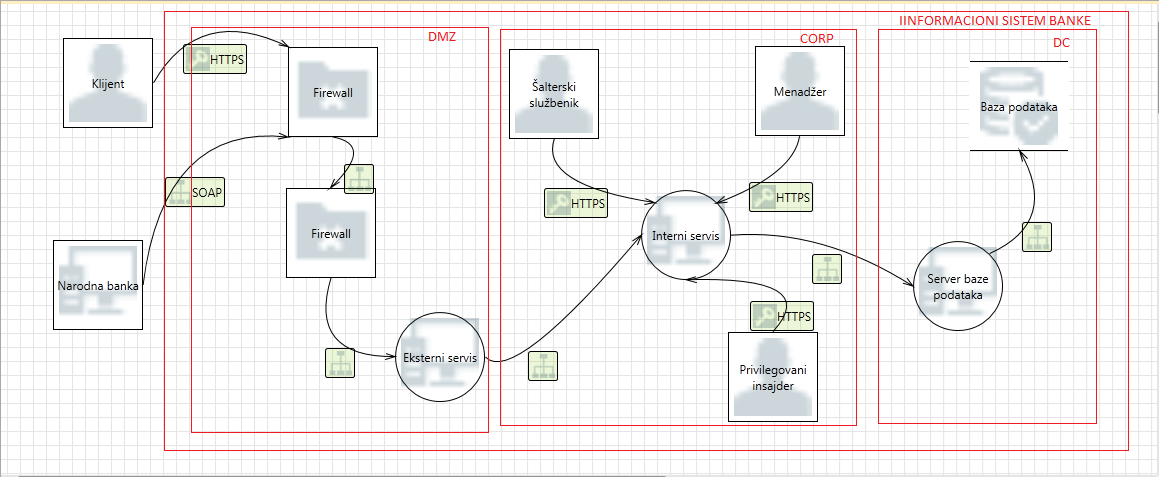 IINFORMACIONI SISTEM BANKE
DMZ
CORP
DC
Klijent
HTTPS
Firewall
Šalterski
službenik
Menadžer
Baza podataka
SOAP
HTTPS
HTTPS
Firewall
Interni servis
Narodna banka
Server baze
podataka
HTTPS
Eksterni servis
Privilegovani
insajder